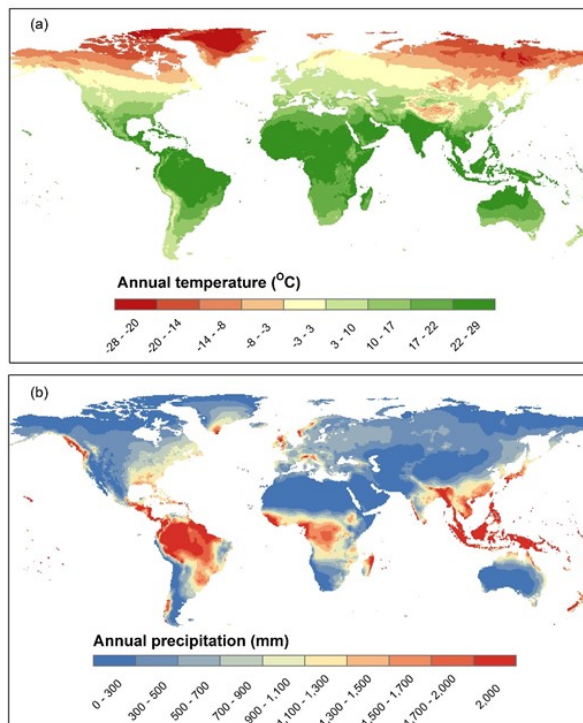 (a)
Annual temperature (OC)
-28 - -20
-20 - -14
-14 - -8
-8 - -3
-3 - 3
3 - 10
10 - 17
17 - 22
22 - 29
(b)
Annual precipitation (mm)
0 - 300
300 - 500
500 - 700
700 - 900
900 - 1,100
1,100 - 1,300
1,300 - 1,500
1,500 - 1,700
1,700 - 2,000
2,000